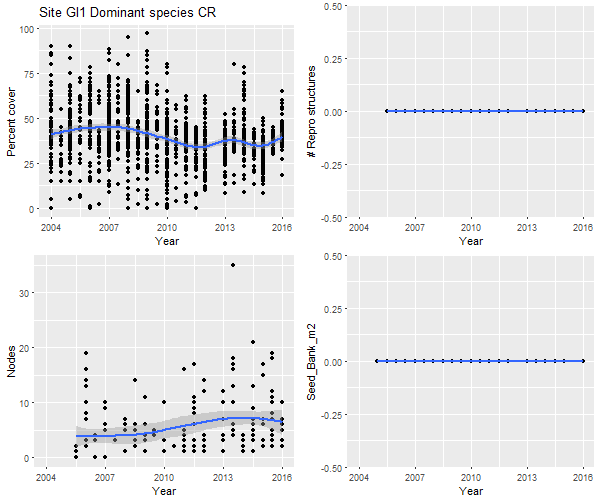 Site GI1 Dominant species CR
Percent cover
100
75
50
25
0
2004 2007 2010 2013 2016
Year
# Repro structures
0.50
0.25
0.00
-0.25
-0.50
2004 2007 2010 2013 2016
Year
Nodes
30
20
10
0
2004 2007 2010 2013 2016
Year
Seed_Bank_m2
0.50
0.25
0.00
-0.25
-0.50
2004 2007 2010 2013 2016
Year